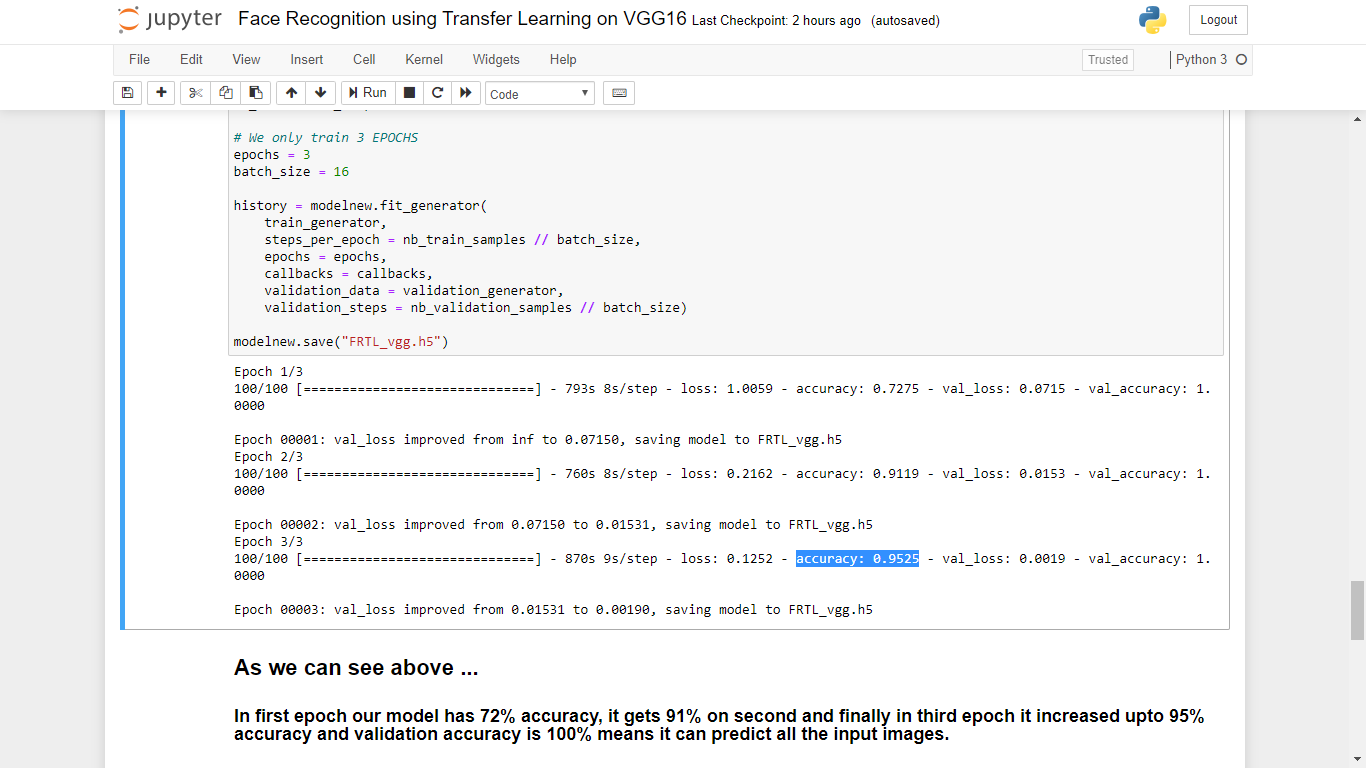 jupyter Face Recognition using Transfer Learning on VGG16 Last Checkpoint: 2 hours ago (autosaved) Logout
File Edit View Insert Cell Kernel Widgets Help Trusted Python 3
Run Code
# We only train 3 EPOCHS
epochs = 3
batch_size = 16
history = modelnew.fit_generator(
train_generator,
steps_per_epoch = nb_train_samples // batch_size,
epochs = epochs,
callbacks = callbacks,
validation_data = validation_generator,
validation_steps = nb_validation_samples // batch_size)
modelnew.save("FRTL_vgg.h5")
Epoch 1/3
100/100 [==============================] - 793s 8s/step - loss: 1.0059 - accuracy: 0.7275 - val_loss: 0.0715 - val_accuracy: 1.
0000
Epoch 00001: val_loss improved from inf to 0.07150, saving model to FRTL_vgg.h5
Epoch 2/3
100/100 [==============================] - 760s 8s/step - loss: 0.2162 - accuracy: 0.9119 - val_loss: 0.0153 - val_accuracy: 1.
0000
Epoch 00002: val_loss improved from 0.07150 to 0.01531, saving model to FRTL_vgg.h5
Epoch 3/3
100/100 [==============================] - 870s 9s/step - loss: 0.1252 - accuracy: 0.9525 - val_loss: 0.0019 - val_accuracy: 1.
0000
Epoch 00003: val_loss improved from 0.01531 to 0.00190, saving model to FRTL_vgg.h5
As we can see above ...
In first epoch our model has 72% accuracy, it gets 91% on second and finally in third epoch it increased upto 95%
accuracy and validation accuracy is 100% means it can predict all the input images.